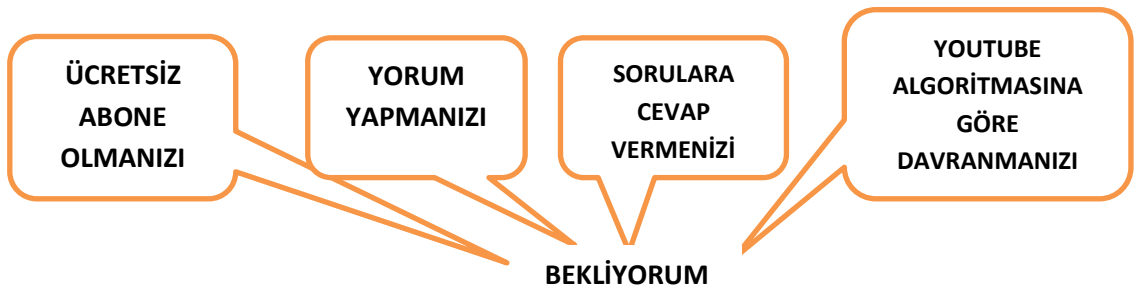 ÜCRETSİZ
ABONE
OLMANIZI
YORUM
YAPMANIZI
SORULARA
CEVAP
VERMENİZİ
YOUTUBE
ALGORİTMASINA
GÖRE
DAVRANMANIZI
BEKLİYORUM